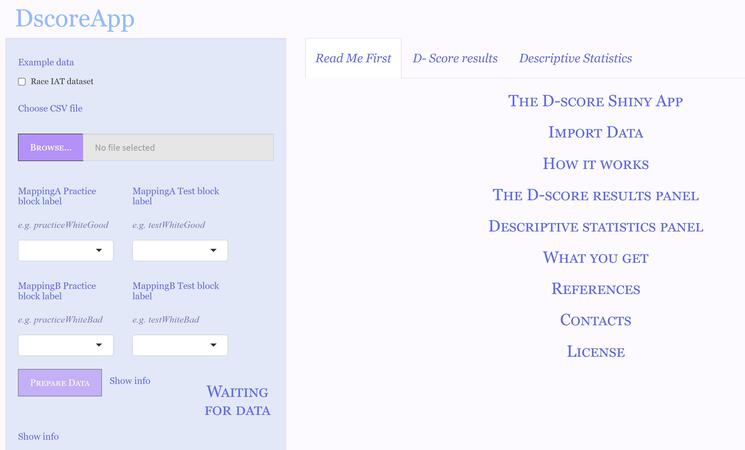 DscoreApp
Example data
Race IAT dataset
Choose CSV file
Browse...
No file selected
MappingA Practice
block label
MappingA Test block
label
e.g. practiceWhiteGood
e.g. testWhiteGood
MappingB Practice
block label
MappingB Test block
label
e.g. practiceWhiteBad
e.g. testWhiteBad
Prepare Data
Show info
Waiting
for data
Show info
Read Me First
D- Score results
Descriptive Statistics
The D-score Shiny App
Import Data
How it works
The D-score results panel
Descriptive statistics panel
What you get
References
Contacts
License